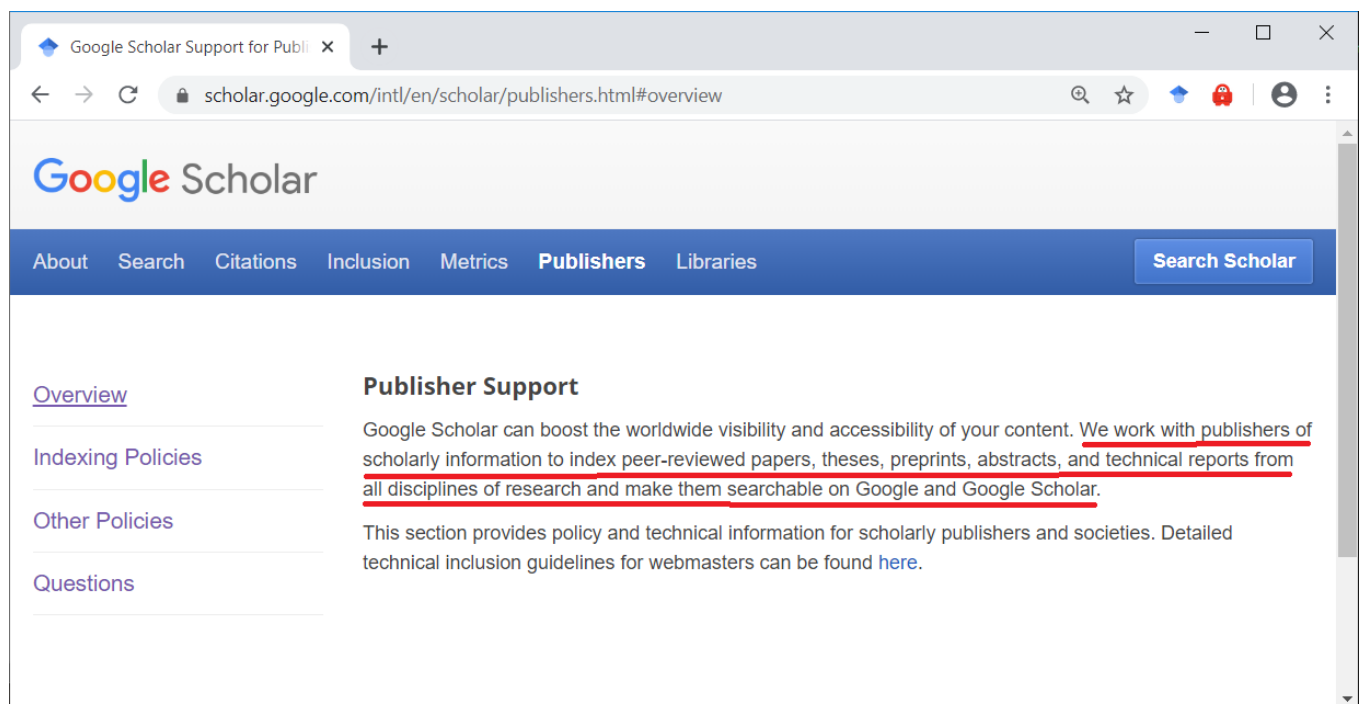 Google Scholar Support for Publi
scholar.google.com/intl/en/scholar/publishers.html#overview
Google Scholar
About Search Citations Inclusion Metrics Publishers Libraries Search Scholar
Overview
Indexing Policies
Other Policies
Questions
Publisher Support
Google Scholar can boost the worldwide visibility and accessibility of your content. We work with publishers of
scholarly information to index peer-reviewed papers, theses, preprints, abstracts, and technical reports from
all disciplines of research and make them searchable on Google and Google Scholar.
This section provides policy and technical information for scholarly publishers and societies. Detailed
technical inclusion guidelines for webmasters can be found here.